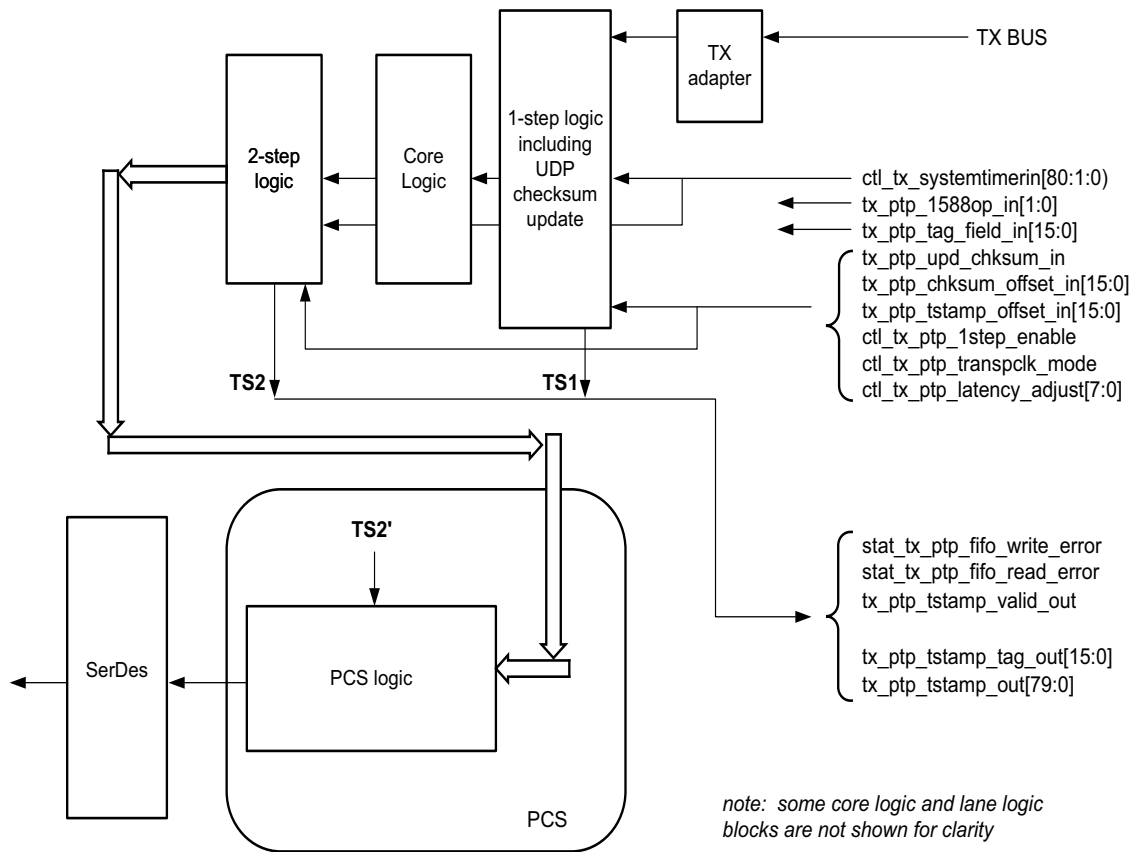 TX BUS
TX
adapter
1-step logic
including
UDP
checksum
update
Core
Logic
2-step
logic
ctl_tx_systemtimerin[80:1:0)
tx_ptp_1588op_in[1:0]
tx_ptp_tag_field_in[15:0]
tx_ptp_upd_chksum_in
tx_ptp_chksum_offset_in[15:0]
tx_ptp_tstamp_offset_in[15:0]
ctl_tx_ptp_1step_enable
ctl_tx_ptp_transpclk_mode
ctl_tx_ptp_latency_adjust[7:0]
TS2
TS1
TS2'
SerDes
PCS logic
PCS
stat_tx_ptp_fifo_write_error
stat_tx_ptp_fifo_read_error
tx_ptp_tstamp_valid_out
tx_ptp_tstamp_tag_out[15:0]
tx_ptp_tstamp_out[79:0]
note: some core logic and lane logic
blocks are not shown for clarity